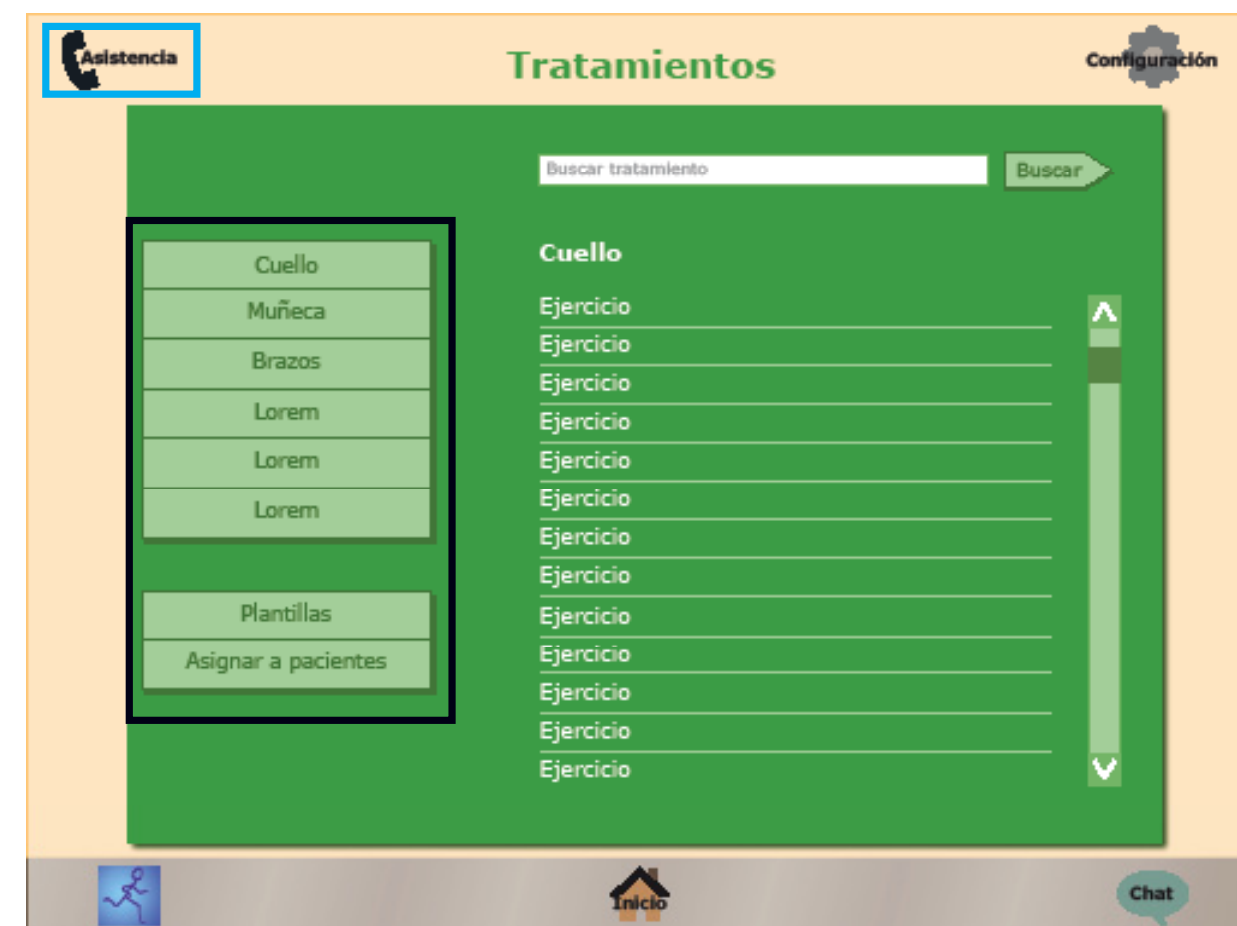 Asistencia
Tratamientos
Configuración
Buscar tratamiento
Buscar
Cuello
Muñeca
Brazos
Lorem
Lorem
Lorem
Plantillas
Asignar a pacientes
Cuello
Ejercicio
Ejercicio
Ejercicio
Ejercicio
Ejercicio
Ejercicio
Ejercicio
Ejercicio
Ejercicio
Ejercicio
Ejercicio
Ejercicio
Ejercicio
Inicio
Chat